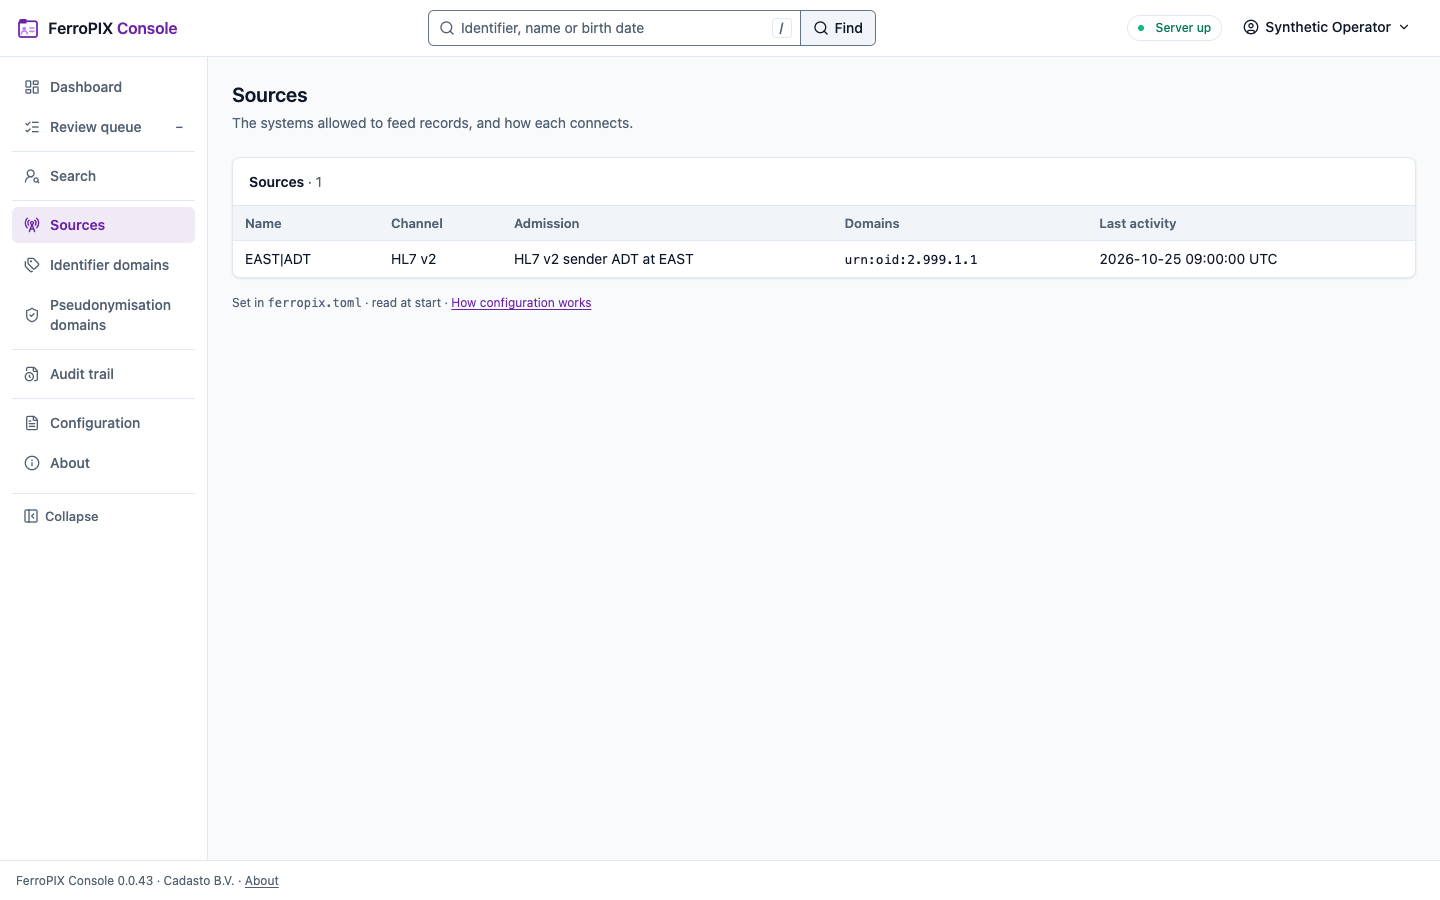 FerroPIX Console
Identifier, name or birth date
/
Find
Server up
Synthetic Operator
Dashboard
Review queue –
Search
Sources
Identifier domains
Pseudonymisation
domains
Audit trail
Configuration
About
Collapse
Sources
The systems allowed to feed records, and how each connects.
Sources · 1
Name Channel Admission Domains Last activity
EAST|ADT HL7 v2 HL7 v2 sender ADT at EAST urn:oid:2.999.1.1 2026-10-25 09:00:00 UTC
Set in ferropix.toml · read at start · How configuration works
FerroPIX Console 0.0.43 · Cadasto B.V. · About